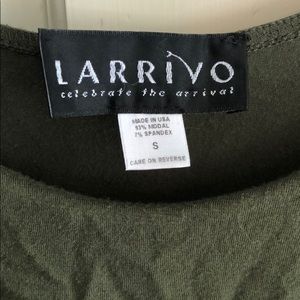 LARRIVO
celebrate the arrival
MADE IN USA
93% MODAL
7% SPANDEX
S
CARE ON REVERSE